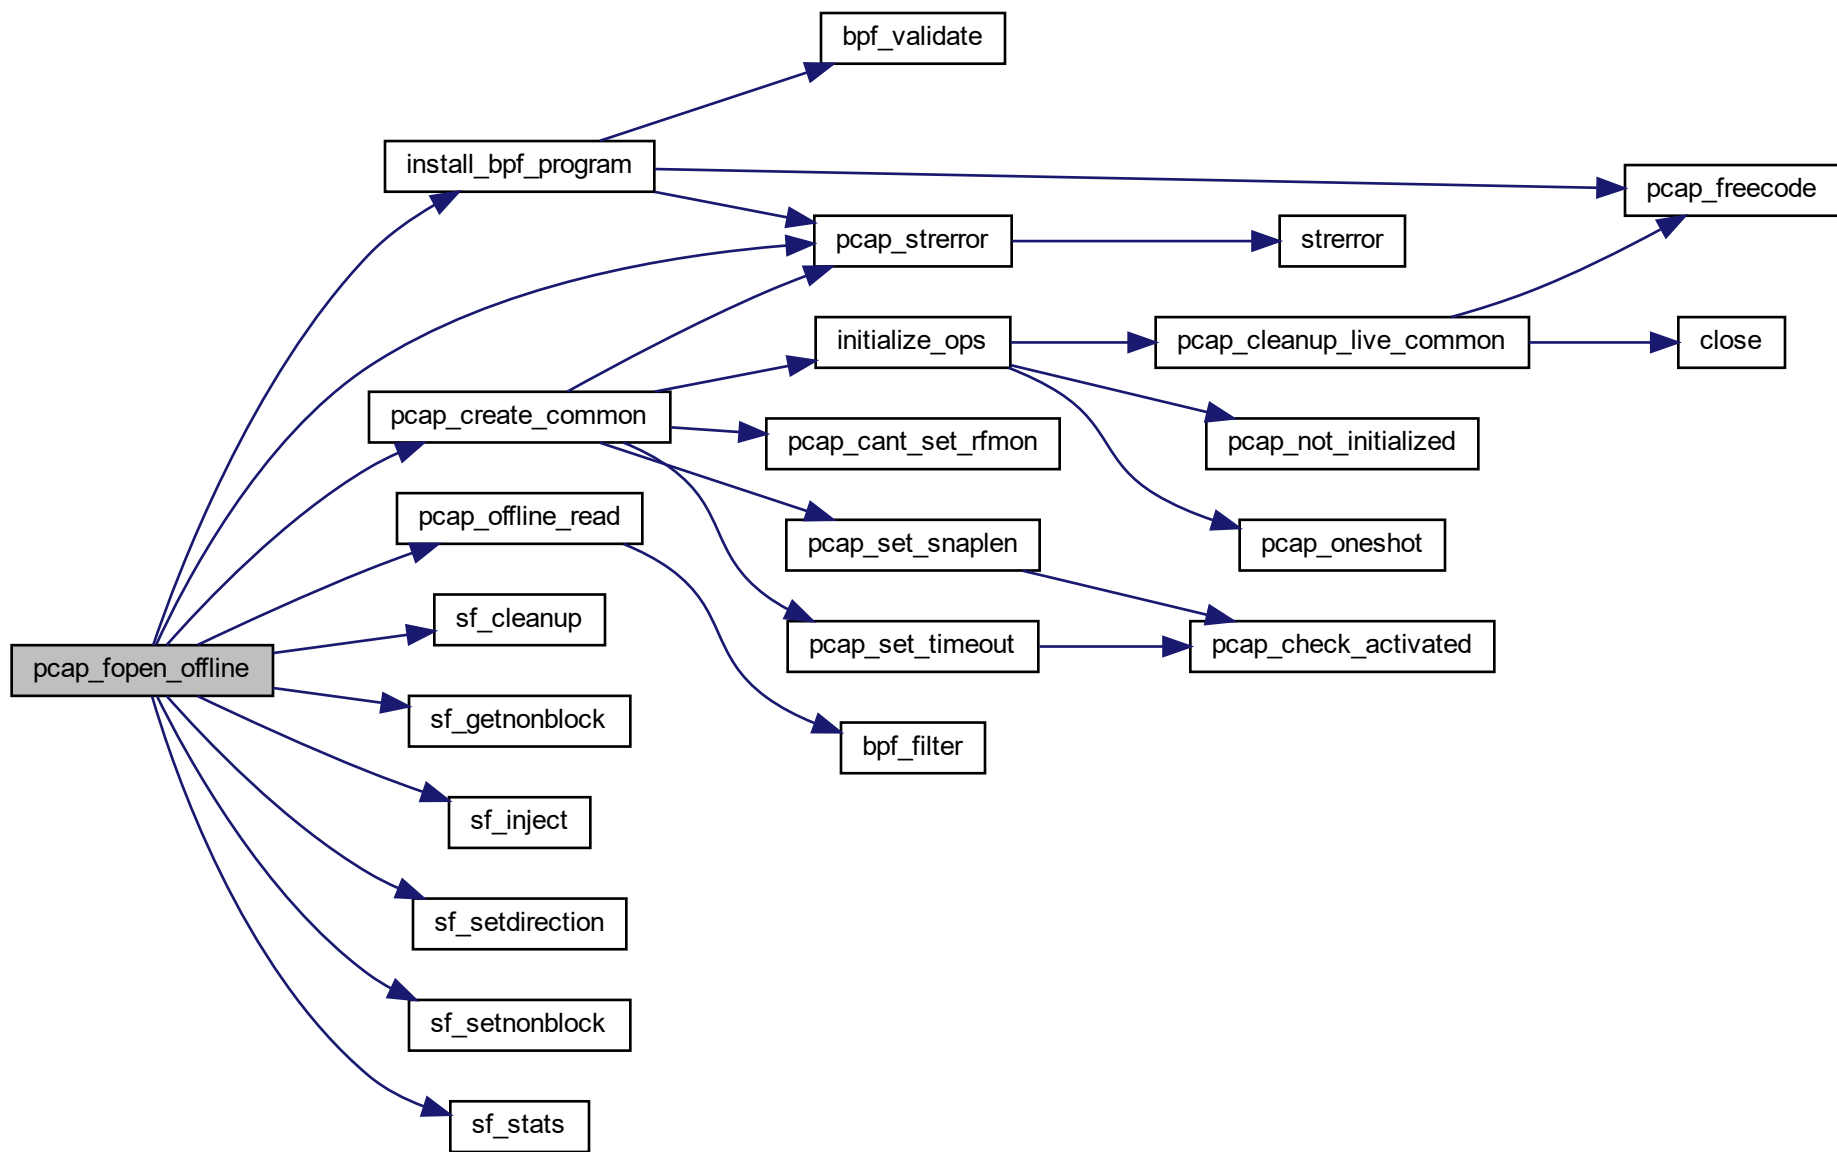 bpf_validate
install_bpf_program
pcap_freecode
pcap_strerror
strerror
initialize_ops
pcap_cleanup_live_common
close
pcap_create_common
pcap_cant_set_rfmon
pcap_not_initialized
pcap_offline_read
pcap_set_snaplen
pcap_oneshot
sf_cleanup
pcap_set_timeout
pcap_check_activated
pcap_fopen_offline
sf_getnonblock
bpf_filter
sf_inject
sf_setdirection
sf_setnonblock
sf_stats